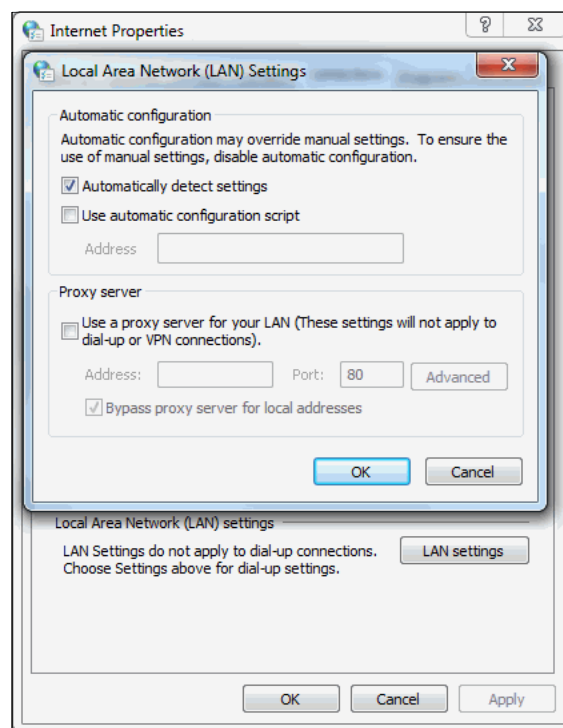 Internet Properties
Local Area Network (LAN) Settings
Automatic configuration
Automatic configuration may override manual settings. To ensure the
use of manual settings, disable automatic configuration.
Automatically detect settings
Use automatic configuration script
Address
Proxy server
Use a proxy server for your LAN (These settings will not apply to
dial-up or VPN connections).
Address: Port: 80 Advanced
Bypass proxy server for local addresses
OK Cancel
Local Area Network (LAN) settings
LAN Settings do not apply to dial-up connections. LAN settings
Choose Settings above for dial-up settings.
OK Cancel Apply